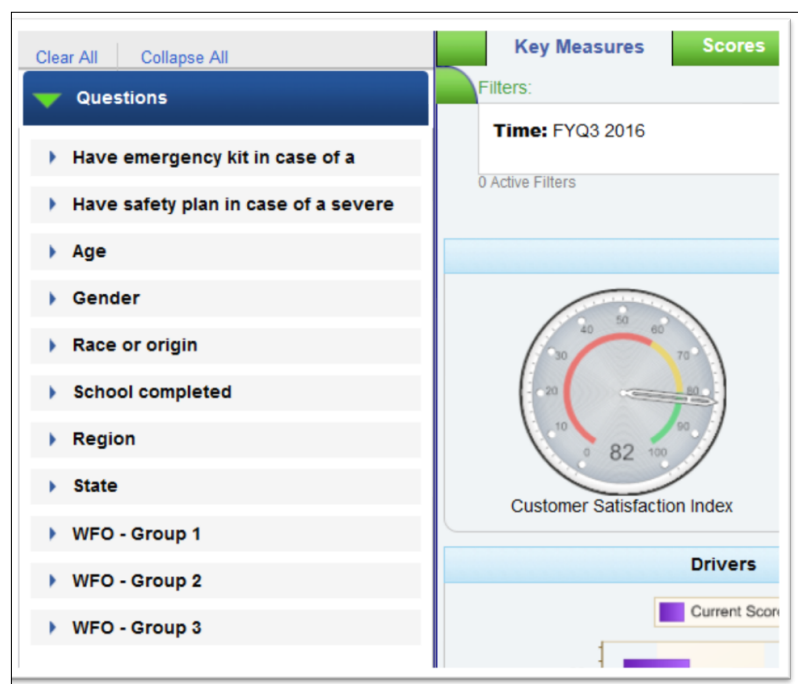 Clear All
Collapse All
Questions
Have emergency kit in case of a
Have safety plan in case of a severe
Age
Gender
Race or origin
School completed
Region
State
WFO - Group 1
WFO - Group 2
WFO - Group 3
Key Measures
Scores
Filters:
Time: FYQ3 2016
0 Active Filters
50
40
60
30
70
20
80
10
90
0
82
100
Customer Satisfaction Index
Drivers
Current